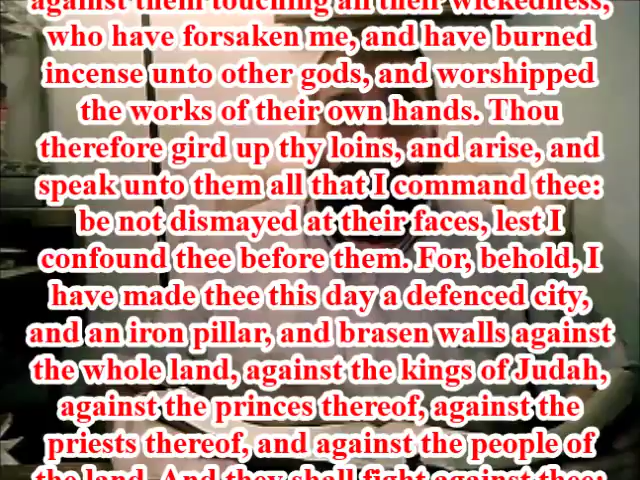 against them touching all their wickedness,
who have forsaken me, and have burned
incense unto other gods, and worshipped
the works of their own hands. Thou
therefore gird up thy loins, and arise, and
speak unto them all that I command thee:
be not dismayed at their faces, lest I
confound thee before them. For, behold, I
have made thee this day a defenced city,
and an iron pillar, and brasen walls against
the whole land, against the kings of Judah,
against the princes thereof, against the
priests thereof, and against the people of
the land. And they shall fight against thee;